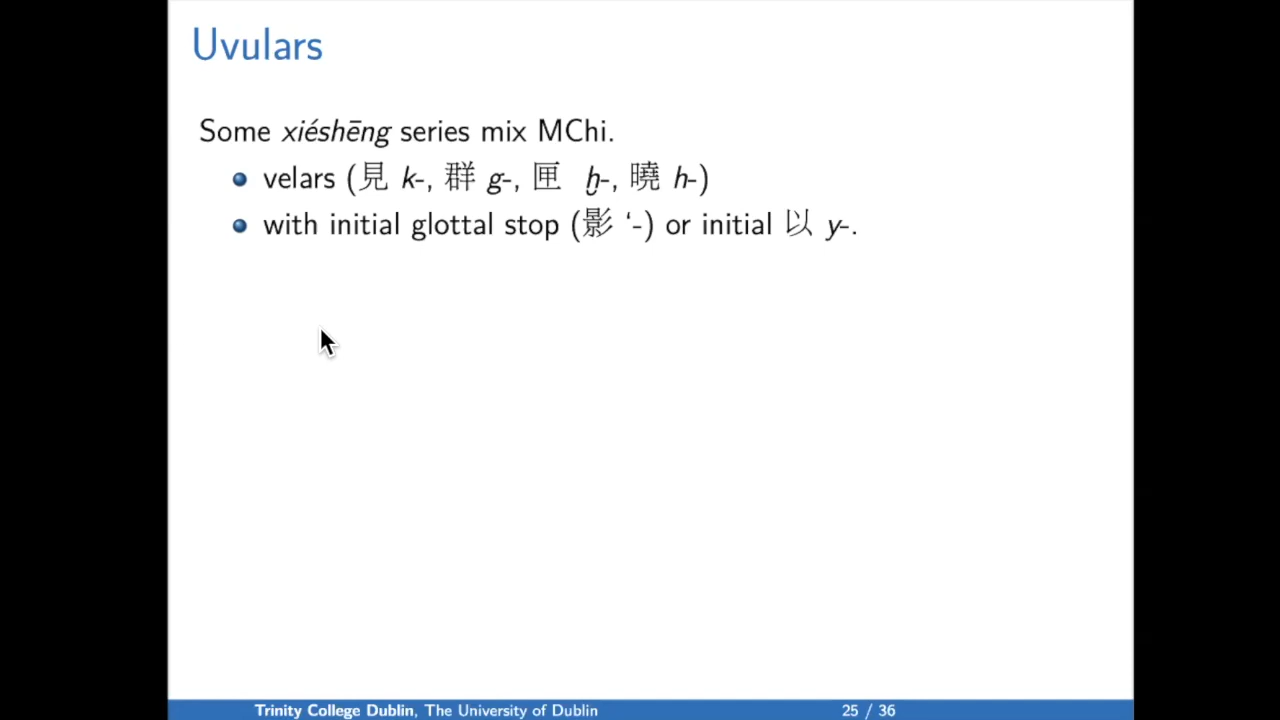 Uvulars
Some xiéshēng series mix MChi.
velars (見 k-, 群 g-, 匣 ḫ-, 曉 h-)
with initial glottal stop (影 ʻ-) or initial 以 y-.
Trinity College Dublin, The University of Dublin
25 / 36